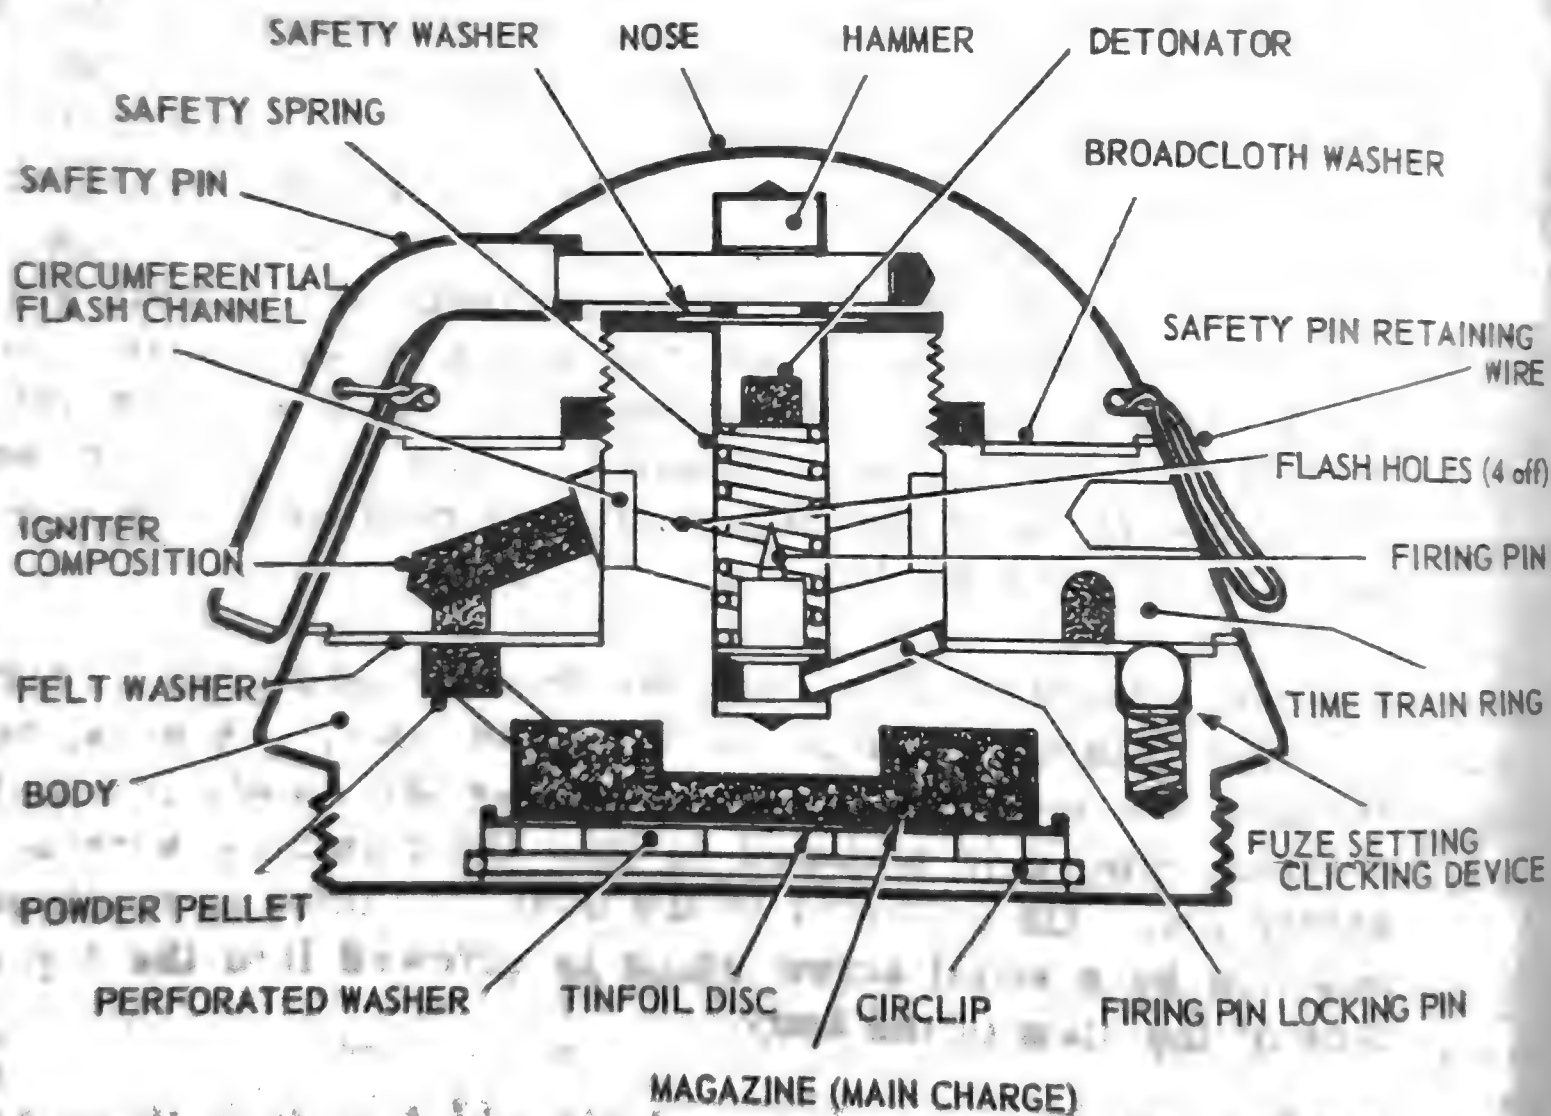 SAFETY WASHER
NOSE
HAMMER
DETONATOR
SAFETY SPRING
BROADCLOTH WASHER
SAFETY PIN
CIRCUMFERENTIAL
FLASH CHANNEL
SAFETY PIN RETAINING
WIRE
FLASH HOLES (4 off)
IGNITER
COMPOSITION
FIRING PIN
FELT WASHER
TIME TRAIN RING
BODY
FUZE SETTING
CLICKING DEVICE
POWDER PELLET
PERFORATED WASHER
TINFOIL DISC
CIRCLIP
FIRING PIN LOCKING PIN
MAGAZINE (MAIN CHARGE)